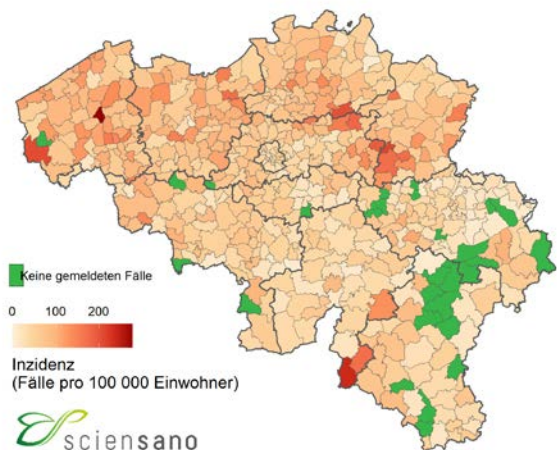 Keine gemeldeten Fälle
0 100 200
Inzidenz
(Fälle pro 100 000 Einwohner)
sciensano